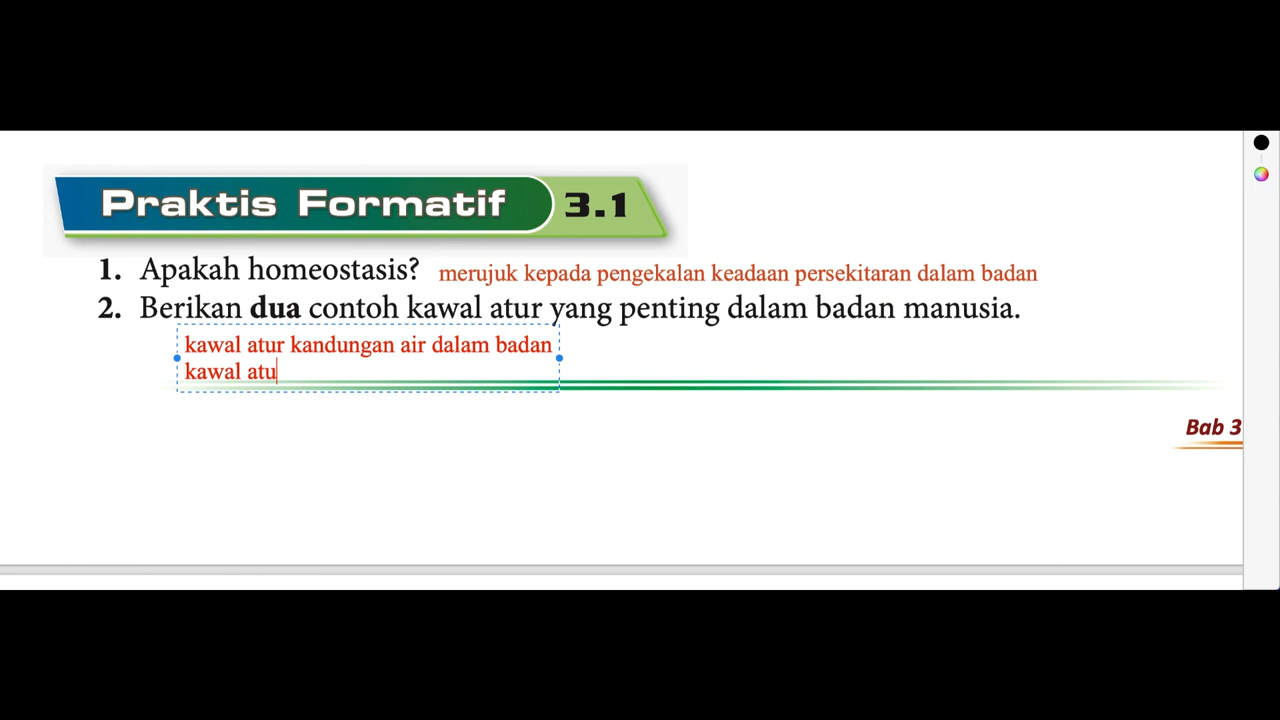 Praktis Formatif 3.1
1. Apakah homeostasis? merujuk kepada pengekalan keadaan persekitaran dalam badan
2. Berikan dua contoh kawal atur yang penting dalam badan manusia.
kawal atur kandungan air dalam badan
kawal atu
Bab 3